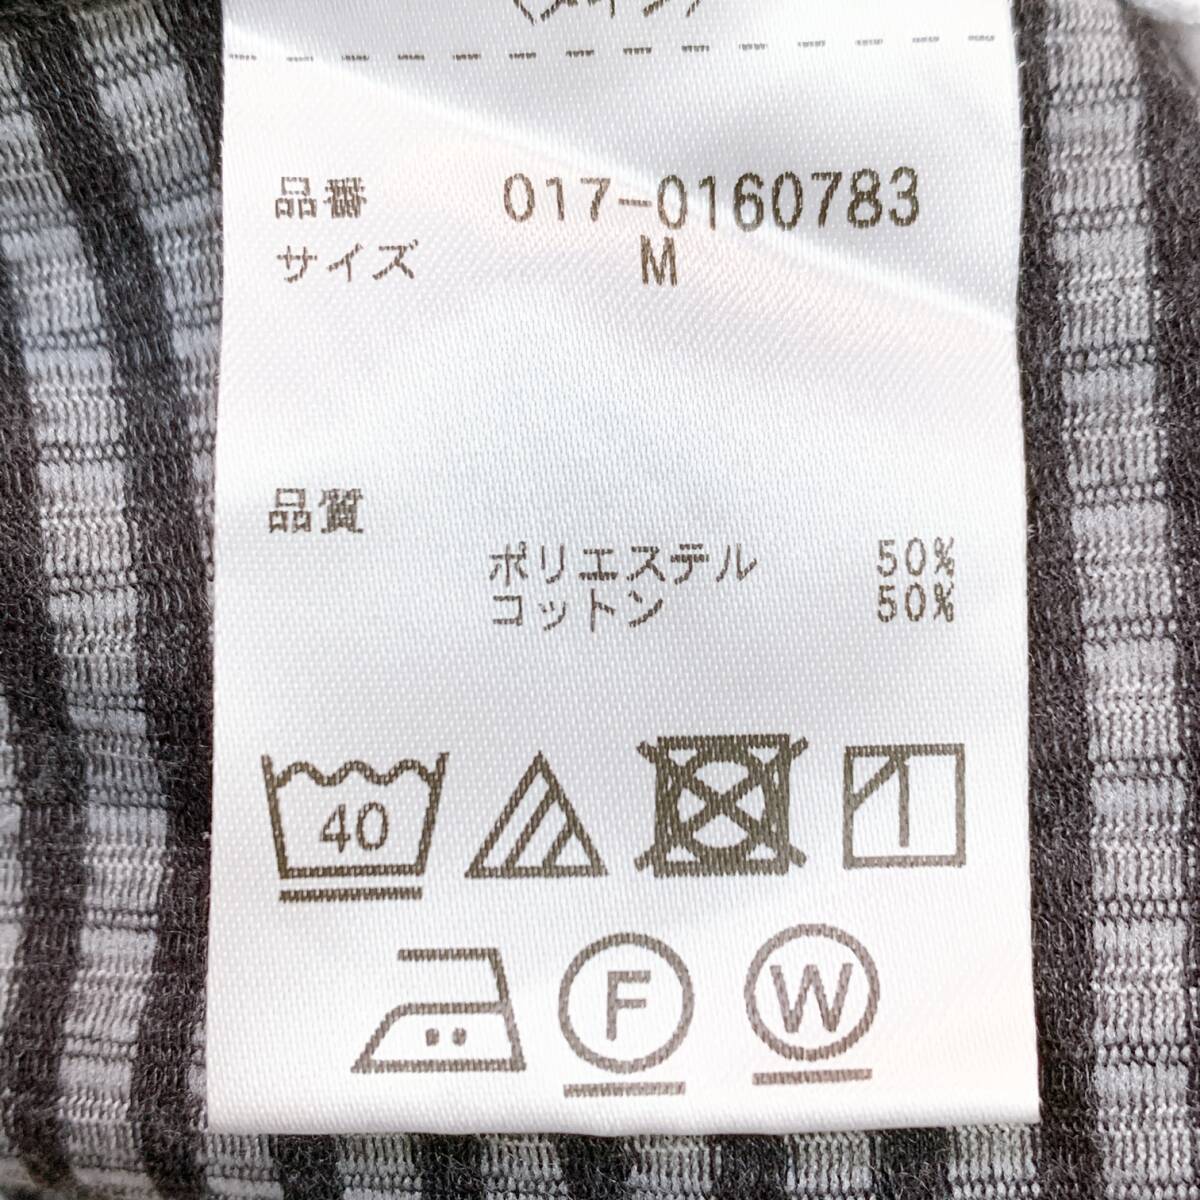 品番 017-0160783
サイズ M
品質
ポリエステル 50%
コットン 50%
40
F
W